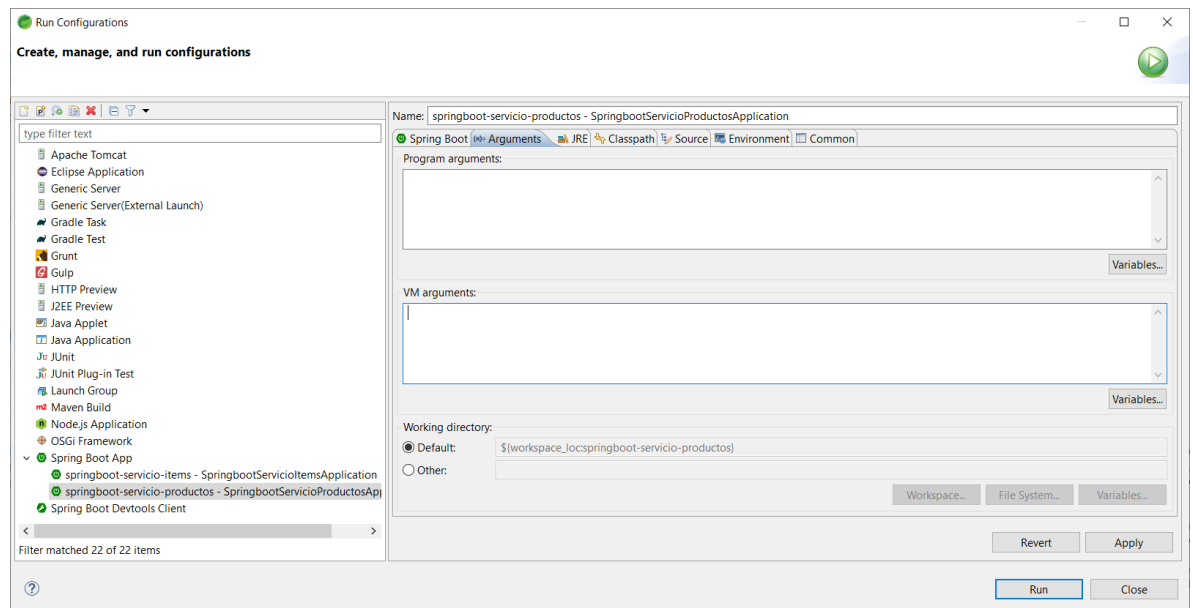 Run Configurations
Create, manage, and run configurations
type filter text
Apache Tomcat
Eclipse Application
Generic Server
Generic Server(External Launch)
Gradle Task
Gradle Test
Grunt
Gulp
HTTP Preview
J2EE Preview
Java Applet
Java Application
JUnit
JUnit Plug-in Test
Launch Group
Maven Build
Node.js Application
OSGi Framework
Spring Boot App
springboot-servicio-items - SpringbootServicioItemsApplication
springboot-servicio-productos - SpringbootServicioProductosApp
Spring Boot Devtools Client
Filter matched 22 of 22 items
Name: springboot-servicio-productos - SpringbootServicioProductosApplication
Spring Boot (x)= Arguments JRE Classpath Source Environment Common
Program arguments:
Variables...
VM arguments:
Variables...
Working directory:
Default: ${workspace_loc:springboot-servicio-productos}
Other:
Workspace... File System... Variables...
Revert Apply
Run Close